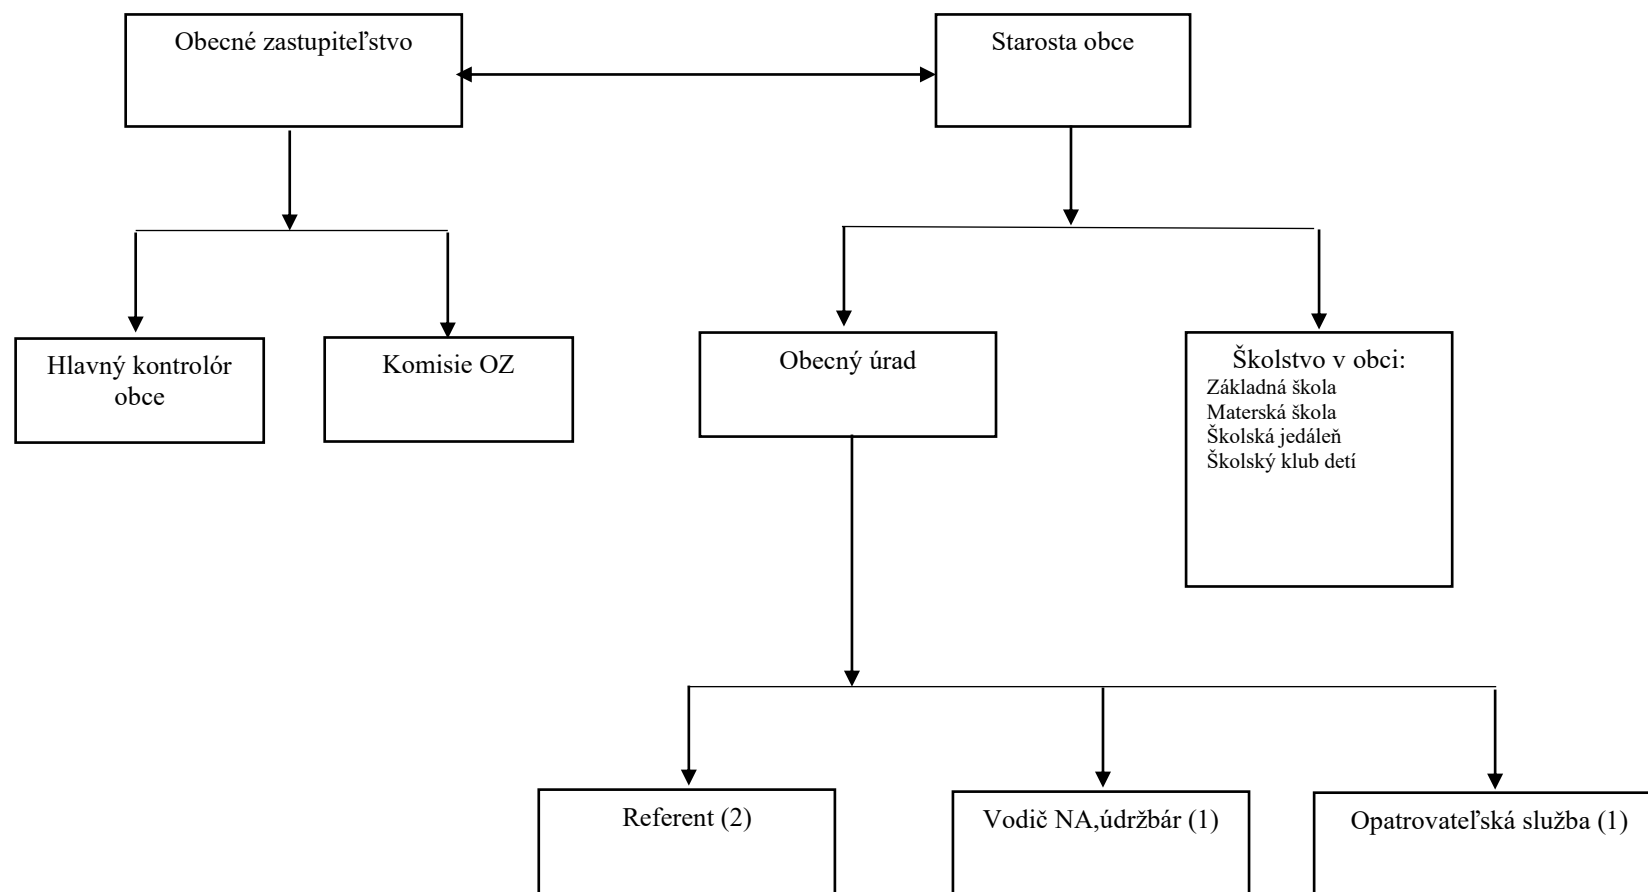 Obecné zastupiteľstvo
Starosta obce
Hlavný kontrolór
obce
Komisie OZ
Obecný úrad
Školstvo v obci:
Základná škola
Materská škola
Školská jedáleň
Školský klub detí
Referent (2)
Vodič NA,údržbár (1)
Opatrovateľská služba (1)